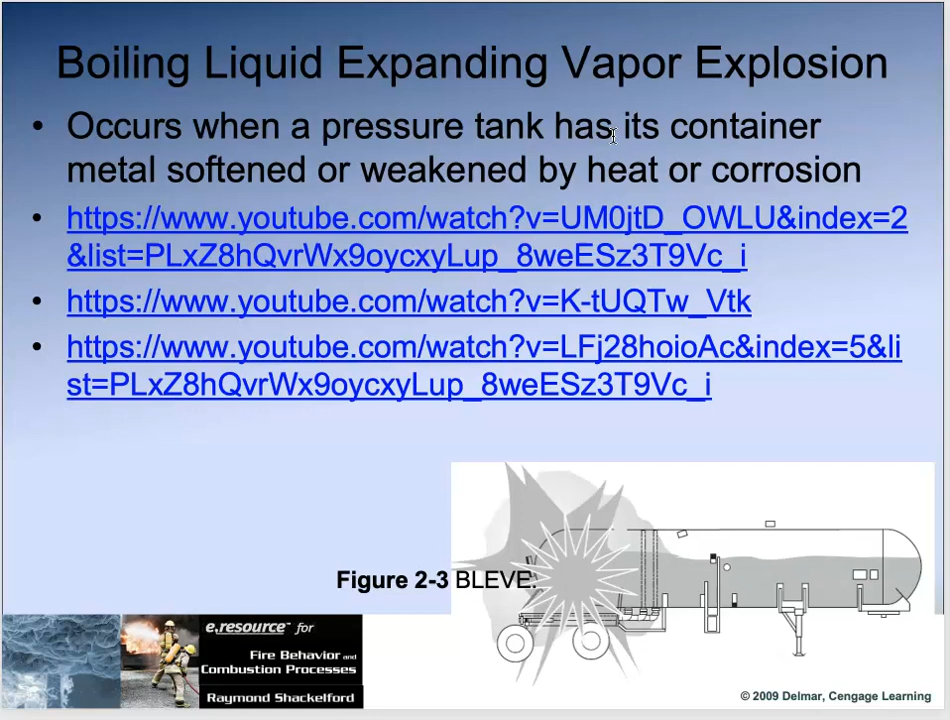 Boiling Liquid Expanding Vapor Explosion
• Occurs when a pressure tank has its container
metal softened or weakened by heat or corrosion
• https://www.youtube.com/watch?v=UM0jtD_OWLU&index=2
&list=PLxZ8hQvrWx9oycxyLup_8weESz3T9Vc_i
• https://www.youtube.com/watch?v=K-tUQTw_Vtk
• https://www.youtube.com/watch?v=LFj28hoioAc&index=5&li
st=PLxZ8hQvrWx9oycxyLup_8weESz3T9Vc_i
Figure 2-3 BLEVE.
e.resource™ for
Fire Behavior and
Combustion Processes
Raymond Shackelford
© 2009 Delmar, Cengage Learning